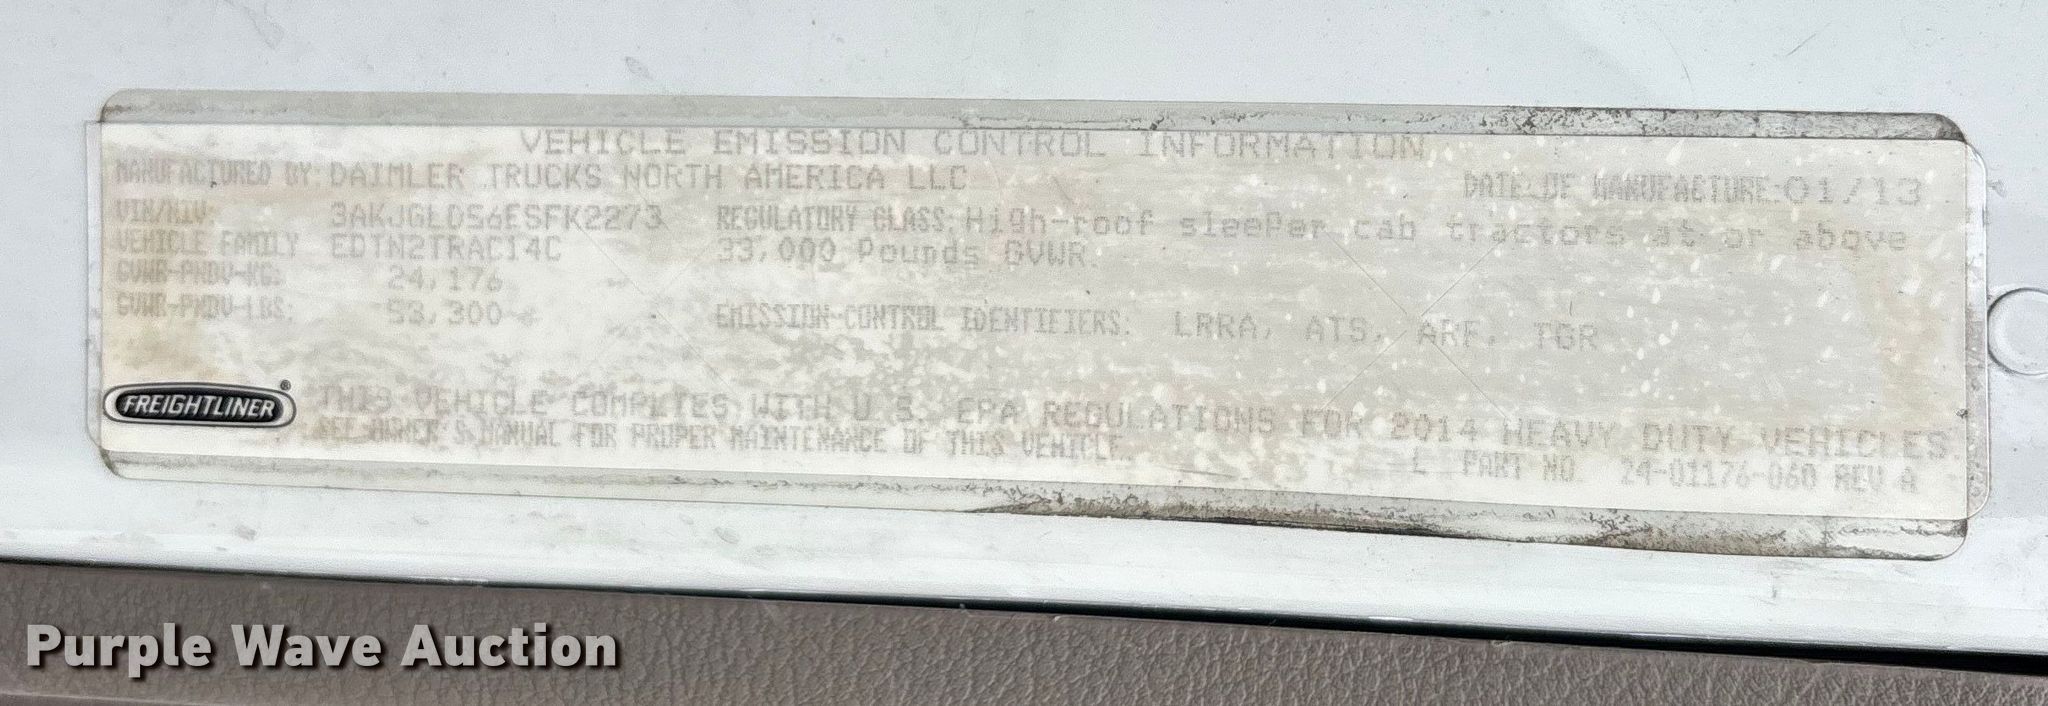 VEHICLE EMISSION CONTROL INFORMATION
MANUFACTURED BY: DAIMLER TRUCKS NORTH AMERICA LLC
DATE OF MANUFACTURE: 01/13
VIN/NIV: 3AKJGLDS6ESFK2273
REGULATORY CLASS: High-roof sleeper cab tractors at or above
33,000 Pounds GVWR.
VEHICLE FAMILY EDTN2TRAC14C
GVWR-PNBV-KG: 24,176
GVWR-PNBV-LBS: 53,300
EMISSION-CONTROL IDENTIFIERS: LRRA, ATS, ARF, TGR
FREIGHTLINER®
THIS VEHICLE COMPLIES WITH U.S. EPA REGULATIONS FOR 2014 HEAVY DUTY VEHICLES.
SEE OWNER'S MANUAL FOR PROPER MAINTENANCE OF THIS VEHICLE.
L PART NO. 24-01176-060 REV A
Purple Wave Auction